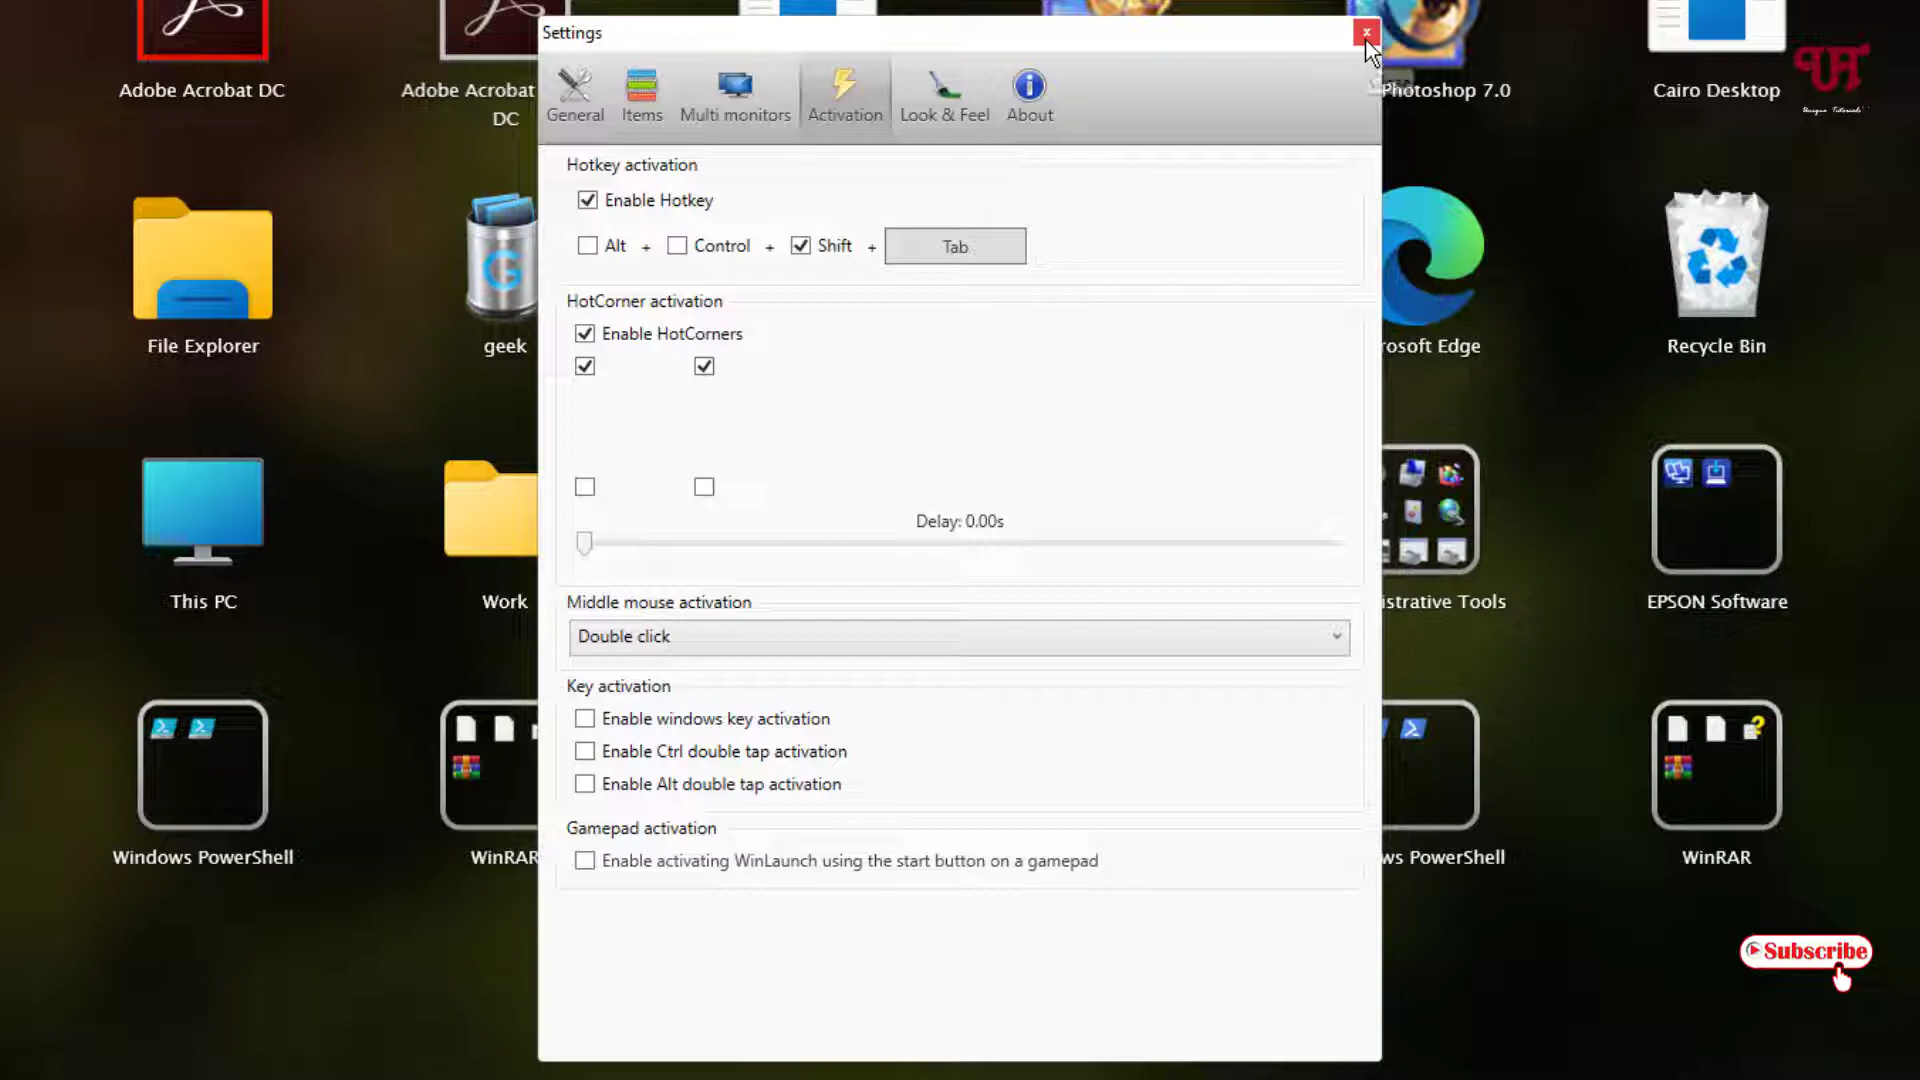 Settings
x
Adobe Acrobat DC
Adobe Acrobat
DC
Photoshop 7.0
Cairo Desktop
UA
Unique Tutorials
General
Items
Multi monitors
Activation
Look & Feel
About
Hotkey activation
Enable Hotkey
Alt + Control + Shift + Tab
HotCorner activation
Enable HotCorners
Delay: 0.00s
Middle mouse activation
Double click
Key activation
Enable windows key activation
Enable Ctrl double tap activation
Enable Alt double tap activation
Gamepad activation
Enable activating WinLaunch using the start button on a gamepad
File Explorer
geek
rosoft Edge
Recycle Bin
This PC
Work
istrative Tools
EPSON Software
Windows PowerShell
WinRAR
ws PowerShell
WinRAR
Subscribe